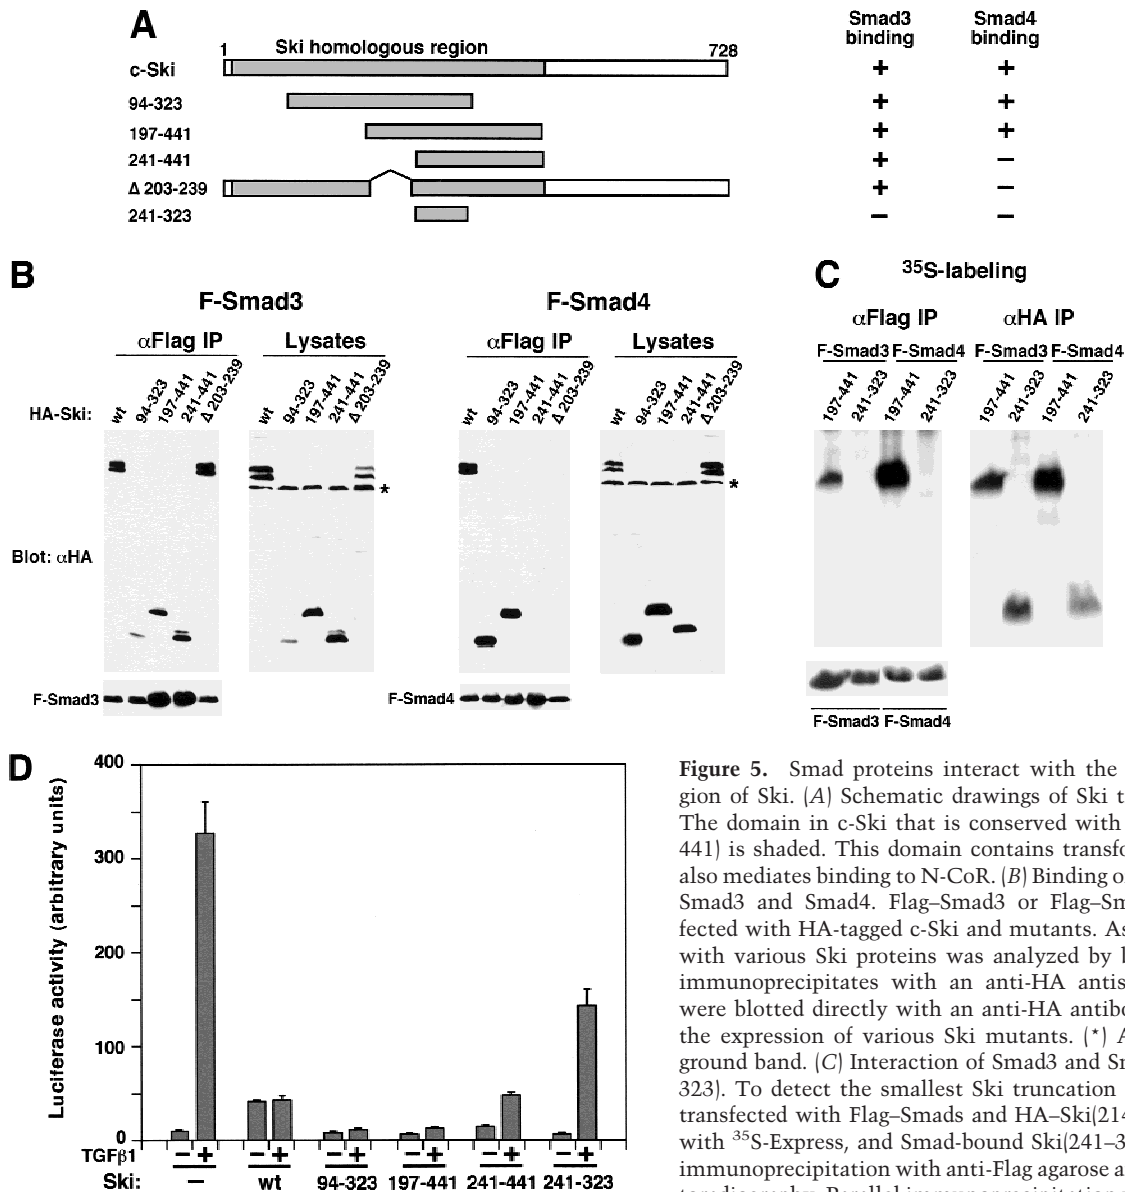 A
Smad3 binding
Smad4 binding
1 Ski homologous region 728
c-Ski + +
94-323 + +
197-441 + +
241-441 + –
Δ 203-239 + –
241-323 – –
B
F-Smad3
F-Smad4
αFlag IP Lysates αFlag IP Lysates
HA-Ski: wt 94-323 197-441 241-441 Δ 203-239 wt 94-323 197-441 241-441 Δ 203-239 wt 94-323 197-441 241-441 Δ 203-239 wt 94-323 197-441 241-441 Δ 203-239
* *
Blot: αHA
F-Smad3
F-Smad4
C
35S-labeling
αFlag IP αHA IP
F-Smad3 F-Smad4 F-Smad3 F-Smad4
197-441 241-323 197-441 241-323 197-441 241-323 197-441 241-323
F-Smad3 F-Smad4
D
Luciferase activity (arbitrary units)
400
300
200
100
0
TGFβ1 – + – + – + – + – + – +
Ski: – wt 94-323 197-441 241-441 241-323
Figure 5. Smad proteins interact with the
gion of Ski. (A) Schematic drawings of Ski t
The domain in c-Ski that is conserved with
441) is shaded. This domain contains transfo
also mediates binding to N-CoR. (B) Binding o
Smad3 and Smad4. Flag–Smad3 or Flag–Sm
fected with HA-tagged c-Ski and mutants. As
with various Ski proteins was analyzed by b
immunoprecipitates with an anti-HA antis
were blotted directly with an anti-HA antibo
the expression of various Ski mutants. (*) A
ground band. (C) Interaction of Smad3 and Sm
323). To detect the smallest Ski truncation
transfected with Flag–Smads and HA–Ski(214
with 35S-Express, and Smad-bound Ski(241–3
immunoprecipitation with anti-Flag agarose a